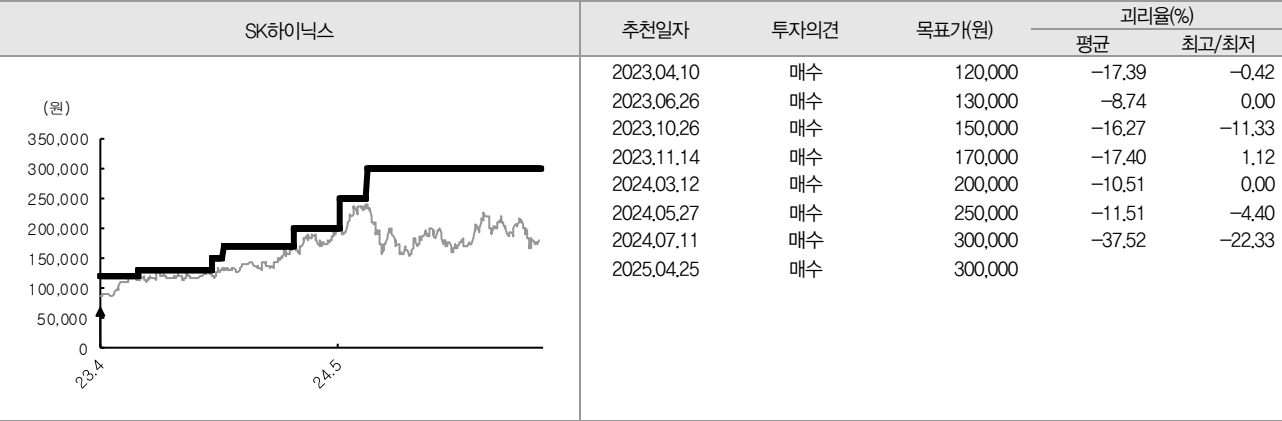 SK하이닉스
(원)
350,000
300,000
250,000
200,000
150,000
100,000
50,000
0
23.4
24.5
추천일자 투자의견 목표가(원) 괴리율(%)
평균 최고/최저
2023.04.10 매수 120,000 -17.39 -0.42
2023.06.26 매수 130,000 -8.74 0.00
2023.10.26 매수 150,000 -16.27 -11.33
2023.11.14 매수 170,000 -17.40 1.12
2024.03.12 매수 200,000 -10.51 0.00
2024.05.27 매수 250,000 -11.51 -4.40
2024.07.11 매수 300,000 -37.52 -22.33
2025.04.25 매수 300,000